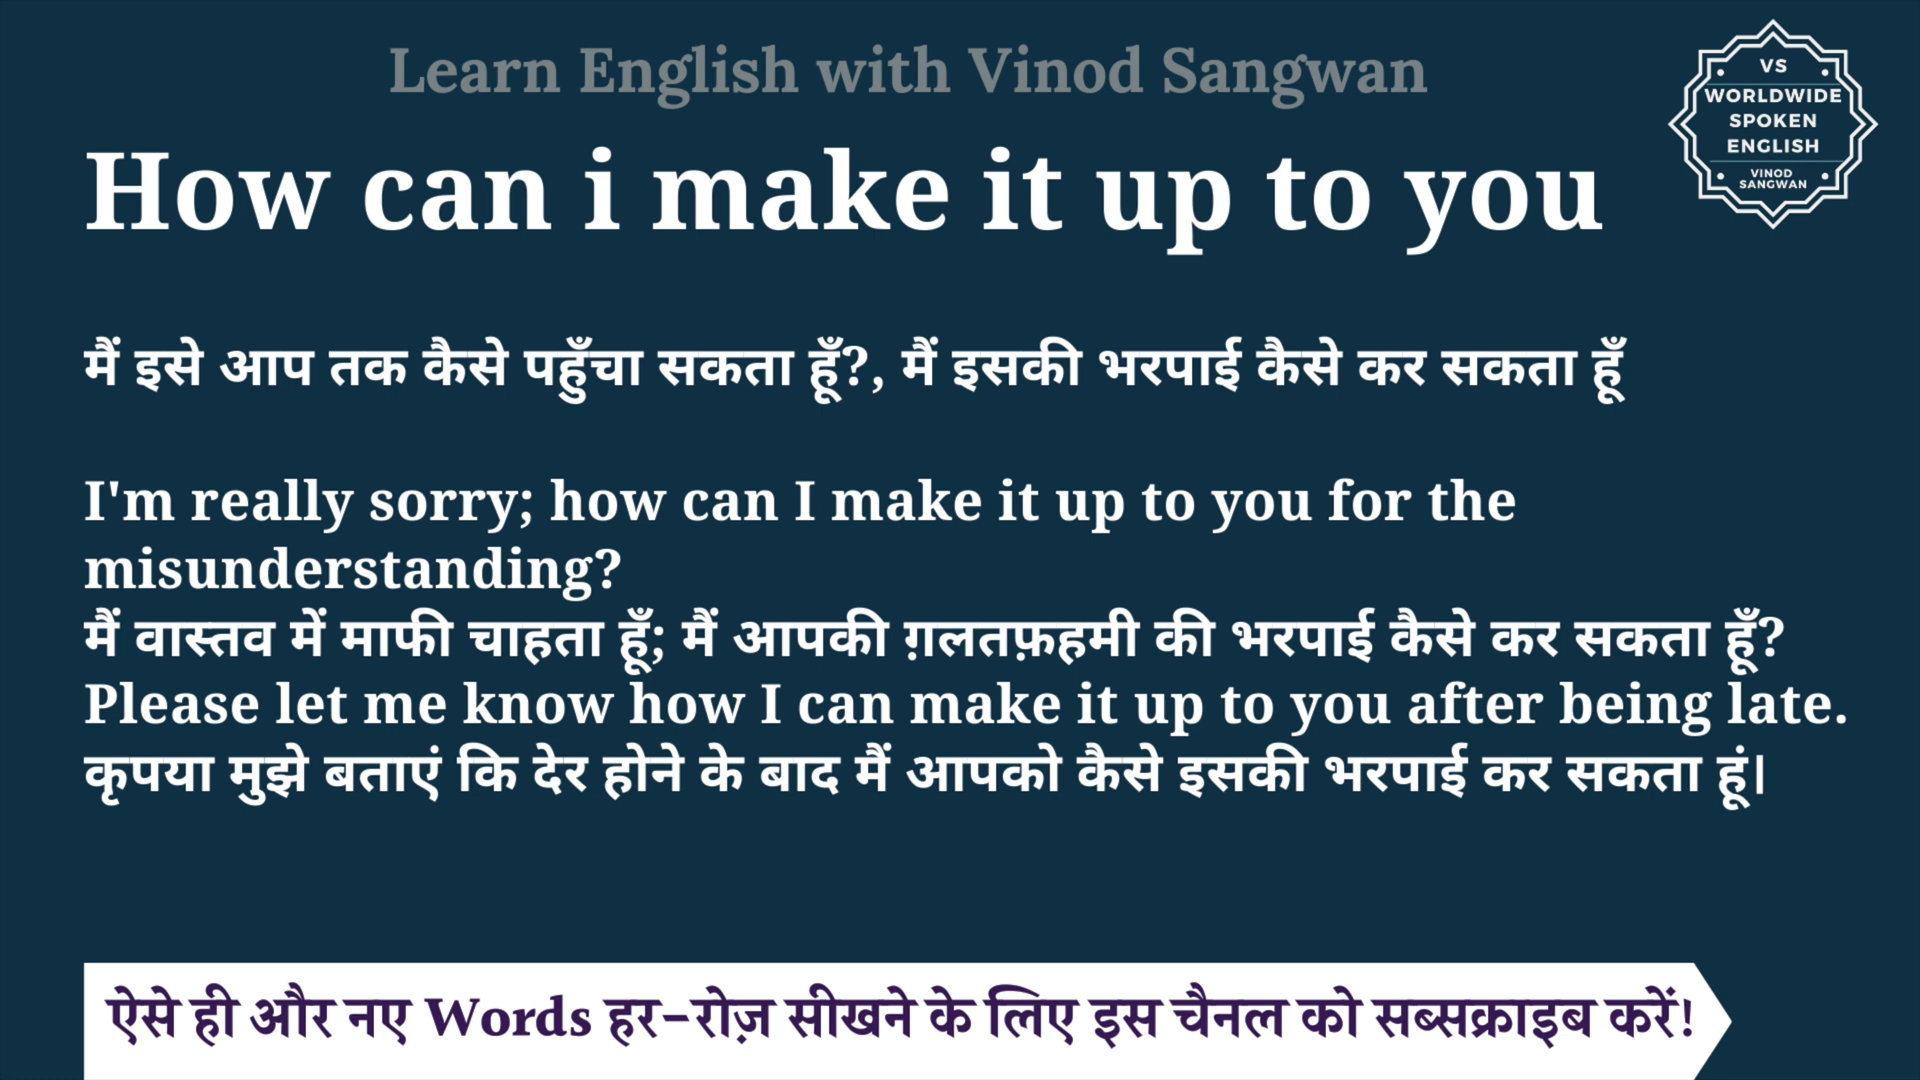 Learn English with Vinod Sangwan
VS
WORLDWIDE
SPOKEN
ENGLISH
VINOD
SANGWAN
How can i make it up to you
मैं इसे आप तक कैसे पहुँचा सकता हूँ?, मैं इसकी भरपाई कैसे कर सकता हूँ
I'm really sorry; how can I make it up to you for the
misunderstanding?
मैं वास्तव में माफी चाहता हूँ; मैं आपकी ग़लतफ़हमी की भरपाई कैसे कर सकता हूँ?
Please let me know how I can make it up to you after being late.
कृपया मुझे बताएं कि देर होने के बाद मैं आपको कैसे इसकी भरपाई कर सकता हूं।
ऐसे ही और नए Words हर-रोज़ सीखने के लिए इस चैनल को सब्सक्राइब करें!